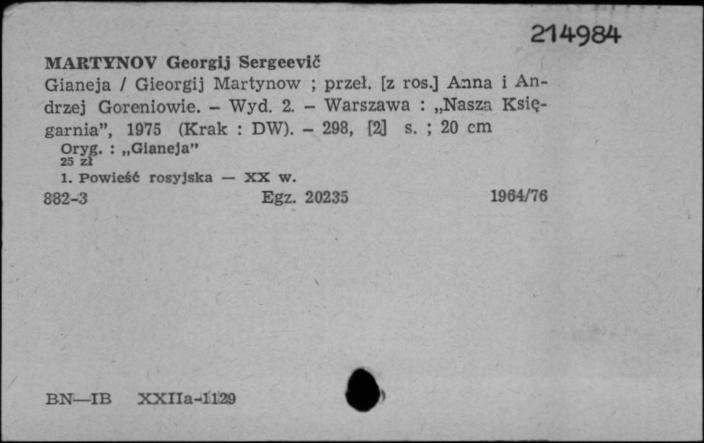 214984
MARTYNOV Georgij Sergeevič
Gianeja / Gieorgij Martynow ; przeł. [z ros.] Anna i An-
drzej Goreniowie. – Wyd. 2. – Warszawa : „Nasza Księ-
garnia”, 1975 (Krak : DW). – 298, [2] s. ; 20 cm
Oryg. : „Gianeja”
25 zł
1. Powieść rosyjska — XX w.
882-3 Egz. 20235 1964/76
BN—IB XXIIa-1129